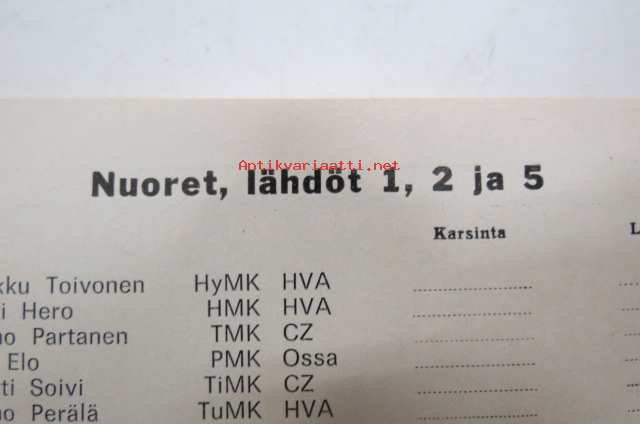 Antikvariaatti.net
Nuoret, lähdöt 1, 2 ja 5
Karsinta L
kku Toivonen HyMK HVA
i Hero HMK HVA
no Partanen TMK CZ
Elo PMK Ossa
ti Soivi TiMK CZ
no Perälä TuMK HVA